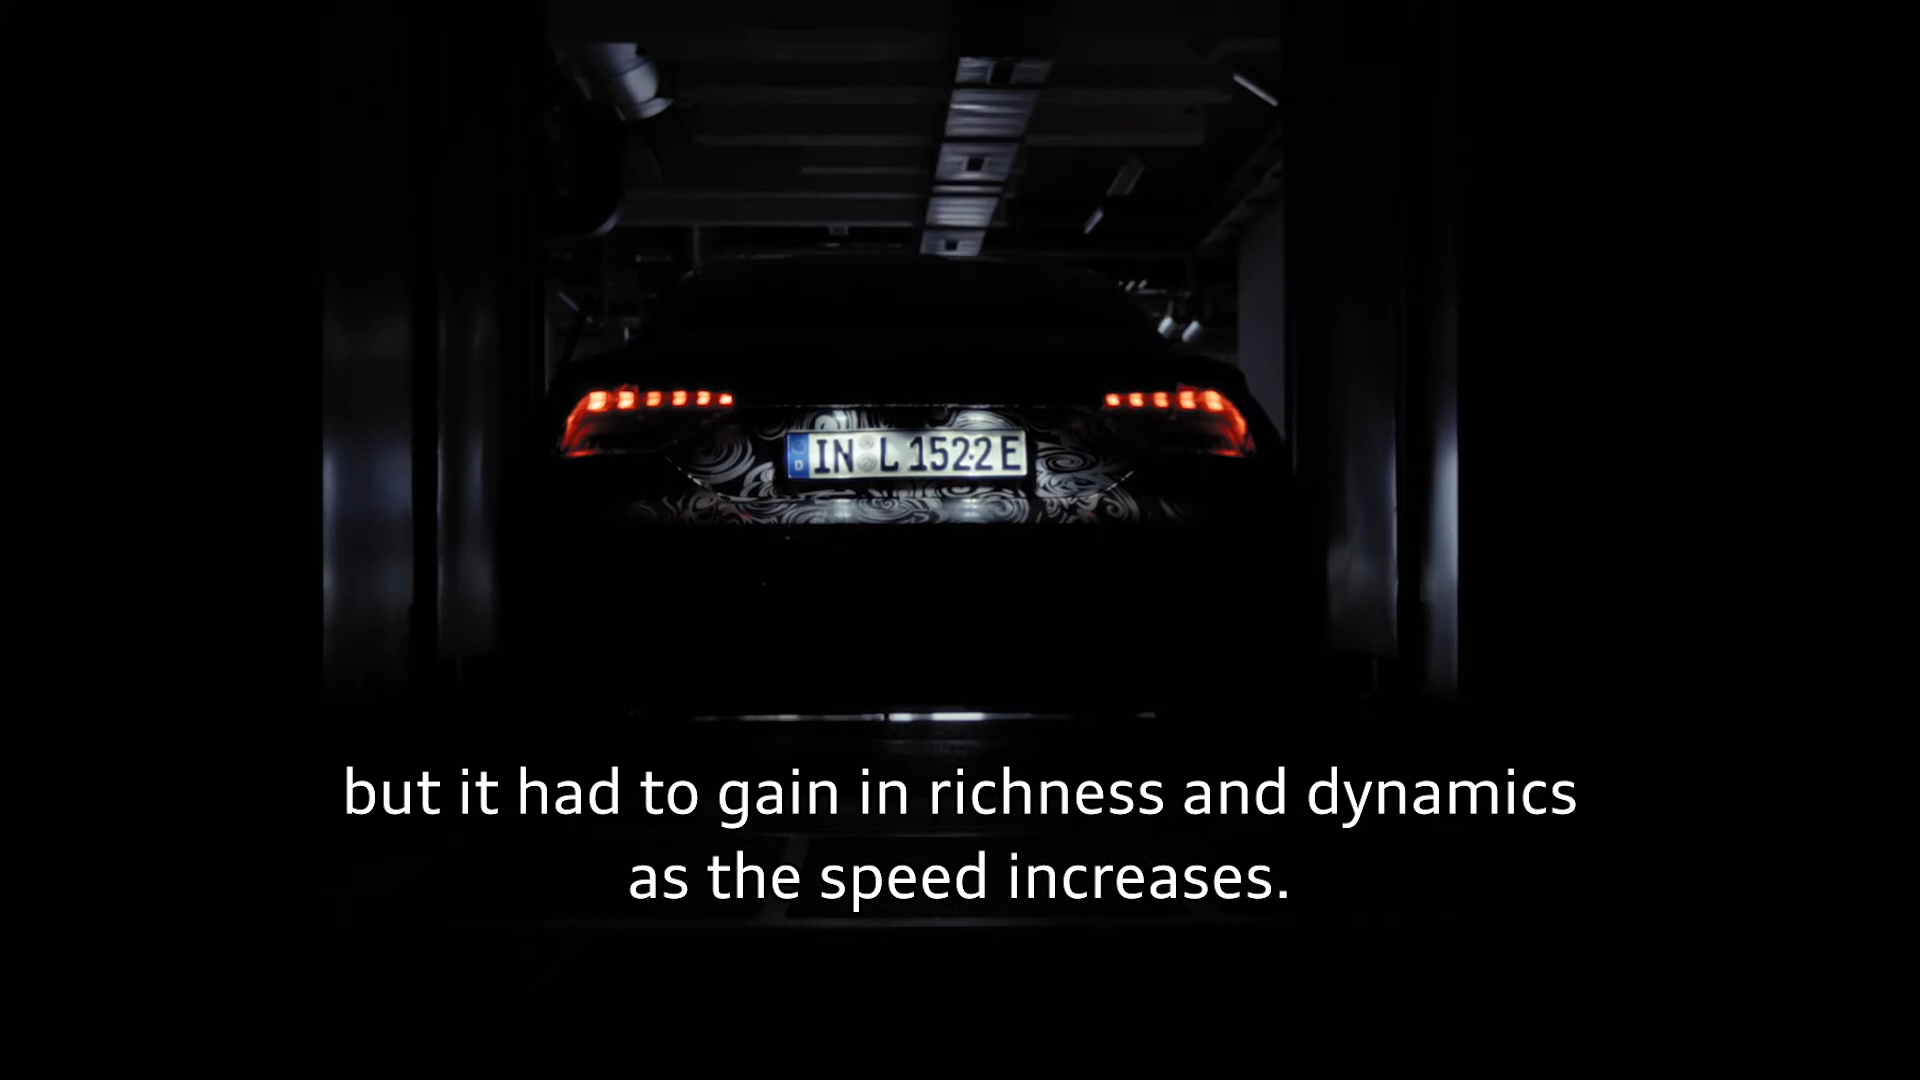 D IN L 1522 E
but it had to gain in richness and dynamics
as the speed increases.